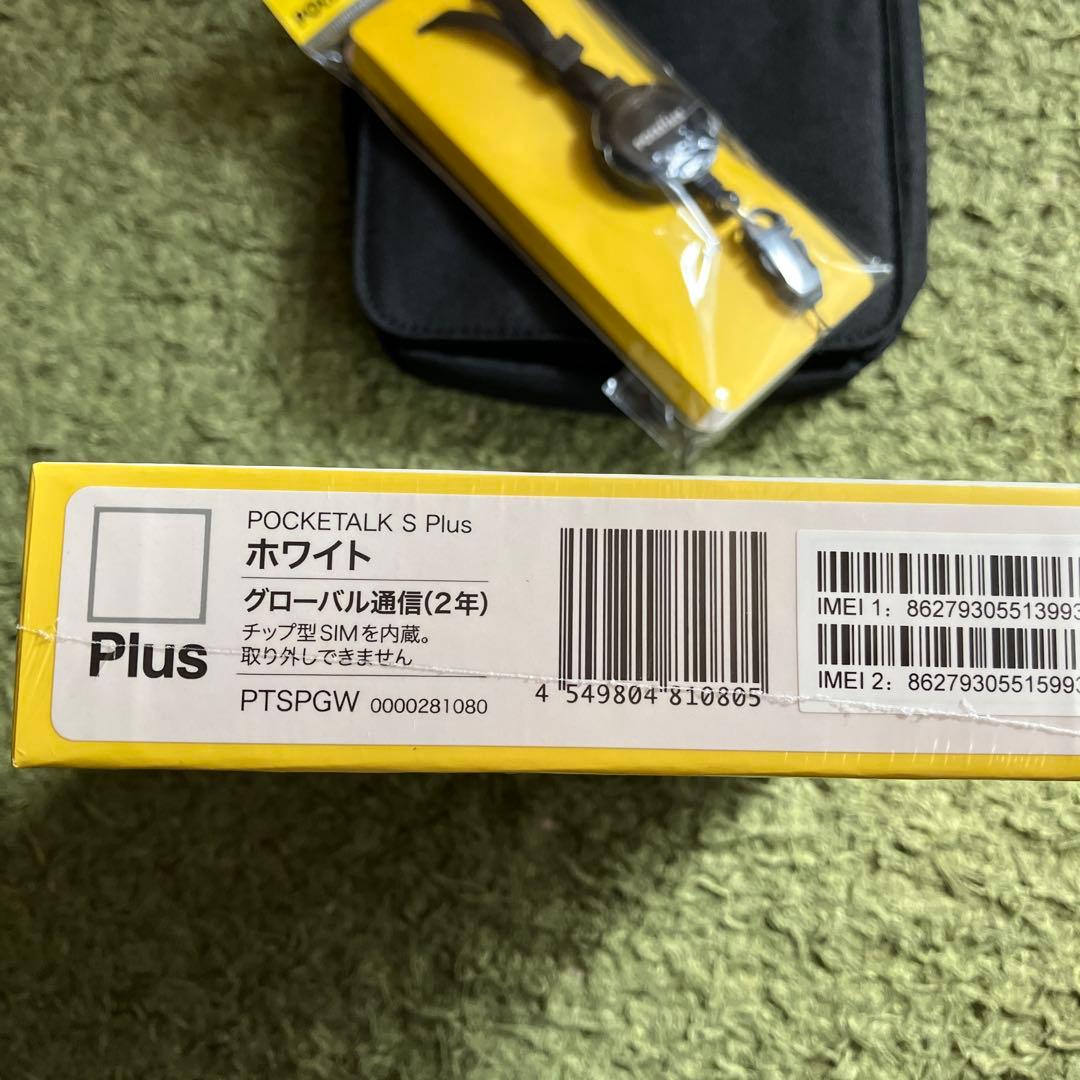 POCKETALK S Plus
ホワイト
グローバル通信(2年)
チップ型SIMを内蔵。
取り外しできません
Plus
PTSPGW 0000281080
4 549804 810805
IMEI 1: 86279305513993
IMEI 2: 86279305515993